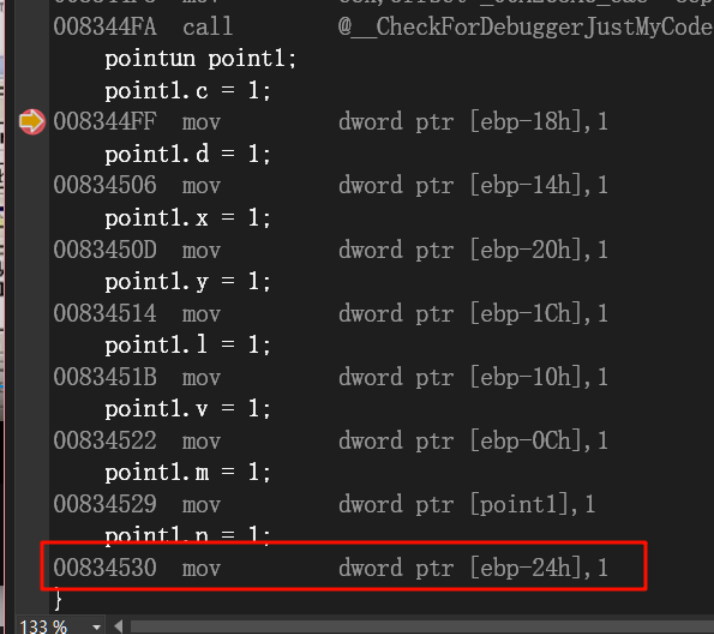 008344FA call @__CheckForDebuggerJustMyCode
pointun point1;
point1.c = 1;
008344FF mov dword ptr [ebp-18h],1
point1.d = 1;
00834506 mov dword ptr [ebp-14h],1
point1.x = 1;
0083450D mov dword ptr [ebp-20h],1
point1.y = 1;
00834514 mov dword ptr [ebp-1Ch],1
point1.l = 1;
0083451B mov dword ptr [ebp-10h],1
point1.v = 1;
00834522 mov dword ptr [ebp-0Ch],1
point1.m = 1;
00834529 mov dword ptr [point1],1
point1.n = 1;
00834530 mov dword ptr [ebp-24h],1
}
133 %